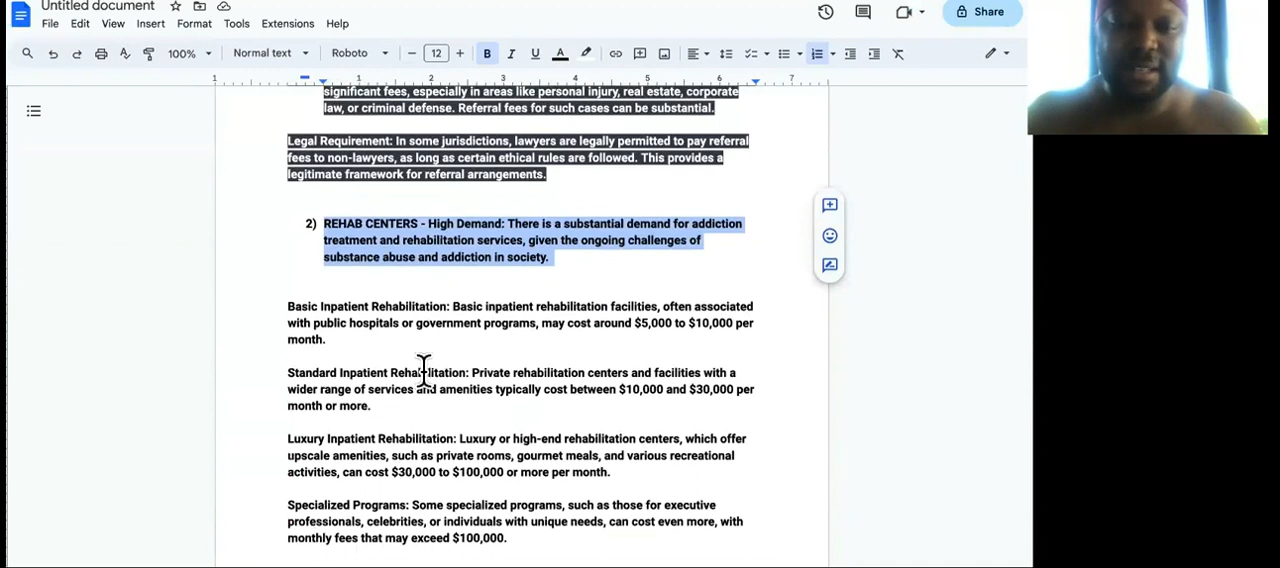 Untitled document
File Edit View Insert Format Tools Extensions Help
Share
100% Normal text Roboto 12 B I U A
1 1 2 3 4 5 6 7
significant fees, especially in areas like personal injury, real estate, corporate
law, or criminal defense. Referral fees for such cases can be substantial.
Legal Requirement: In some jurisdictions, lawyers are legally permitted to pay referral
fees to non-lawyers, as long as certain ethical rules are followed. This provides a
legitimate framework for referral arrangements.
2) REHAB CENTERS - High Demand: There is a substantial demand for addiction
treatment and rehabilitation services, given the ongoing challenges of
substance abuse and addiction in society.
Basic Inpatient Rehabilitation: Basic inpatient rehabilitation facilities, often associated
with public hospitals or government programs, may cost around $5,000 to $10,000 per
month.
Standard Inpatient Rehabilitation: Private rehabilitation centers and facilities with a
wider range of services and amenities typically cost between $10,000 and $30,000 per
month or more.
Luxury Inpatient Rehabilitation: Luxury or high-end rehabilitation centers, which offer
upscale amenities, such as private rooms, gourmet meals, and various recreational
activities, can cost $30,000 to $100,000 or more per month.
Specialized Programs: Some specialized programs, such as those for executive
professionals, celebrities, or individuals with unique needs, can cost even more, with
monthly fees that may exceed $100,000.